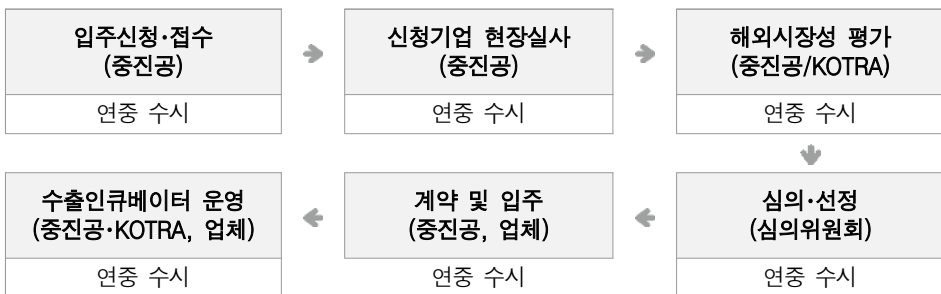 입주신청·접수
(중진공)
연중 수시
신청기업 현장실사
(중진공)
연중 수시
해외시장성 평가
(중진공/KOTRA)
연중 수시
심의·선정
(심의위원회)
연중 수시
계약 및 입주
(중진공, 업체)
연중 수시
수출인큐베이터 운영
(중진공·KOTRA, 업체)
연중 수시